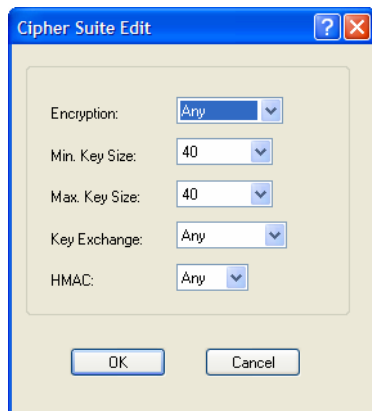 Cipher Suite Edit
Encryption: Any
Min. Key Size: 40
Max. Key Size: 40
Key Exchange: Any
HMAC: Any
OK Cancel